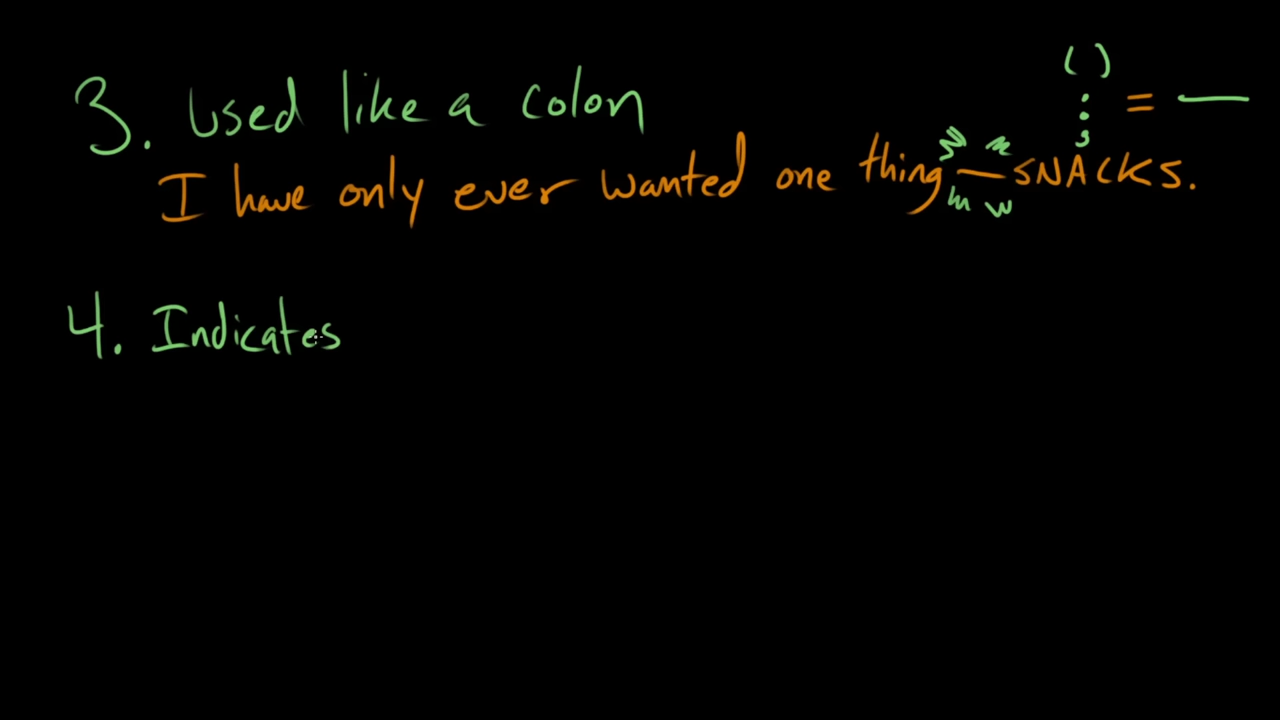 3. Used like a colon
( )
: ; = —
I have only ever wanted one thing — SNACKS.
4. Indicates